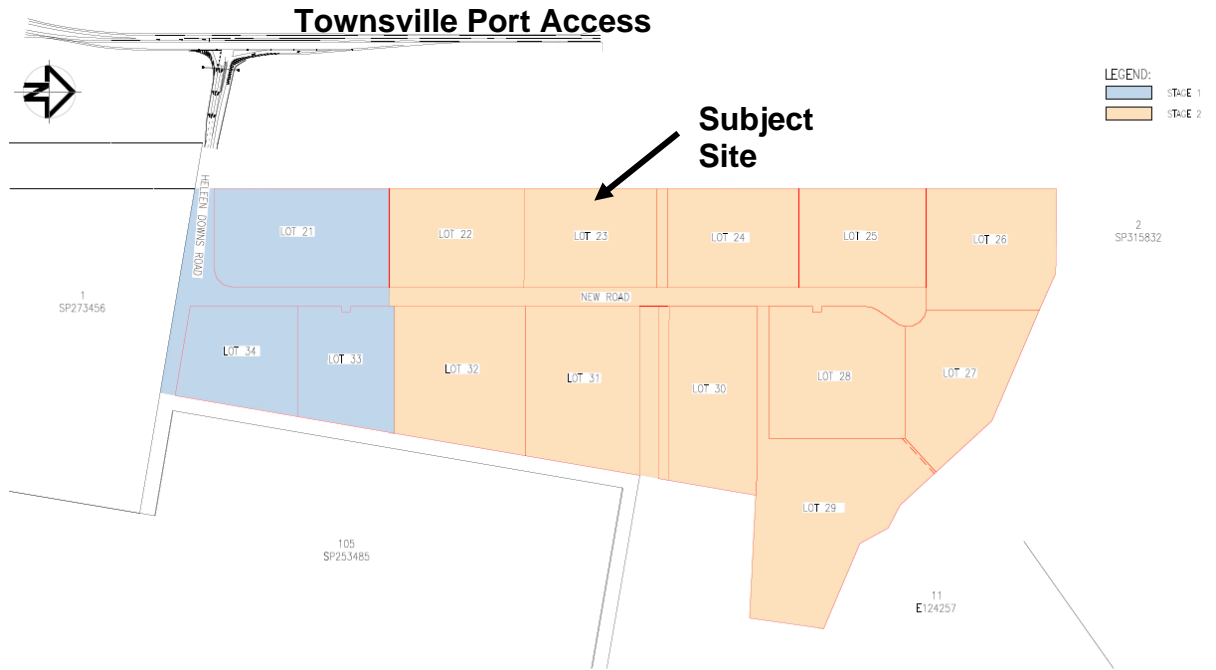 Townsville Port Access
N
LEGEND:
STAGE 1
STAGE 2
Subject
Site
HELEEN DOWNS ROAD
LOT 21
LOT 22
LOT 23
LOT 24
LOT 25
LOT 26
2
SP315832
1
SP273456
NEW ROAD
LOT 34
LOT 33
LOT 32
LOT 31
LOT 30
LOT 28
LOT 27
LOT 29
105
SP253485
11
E124257